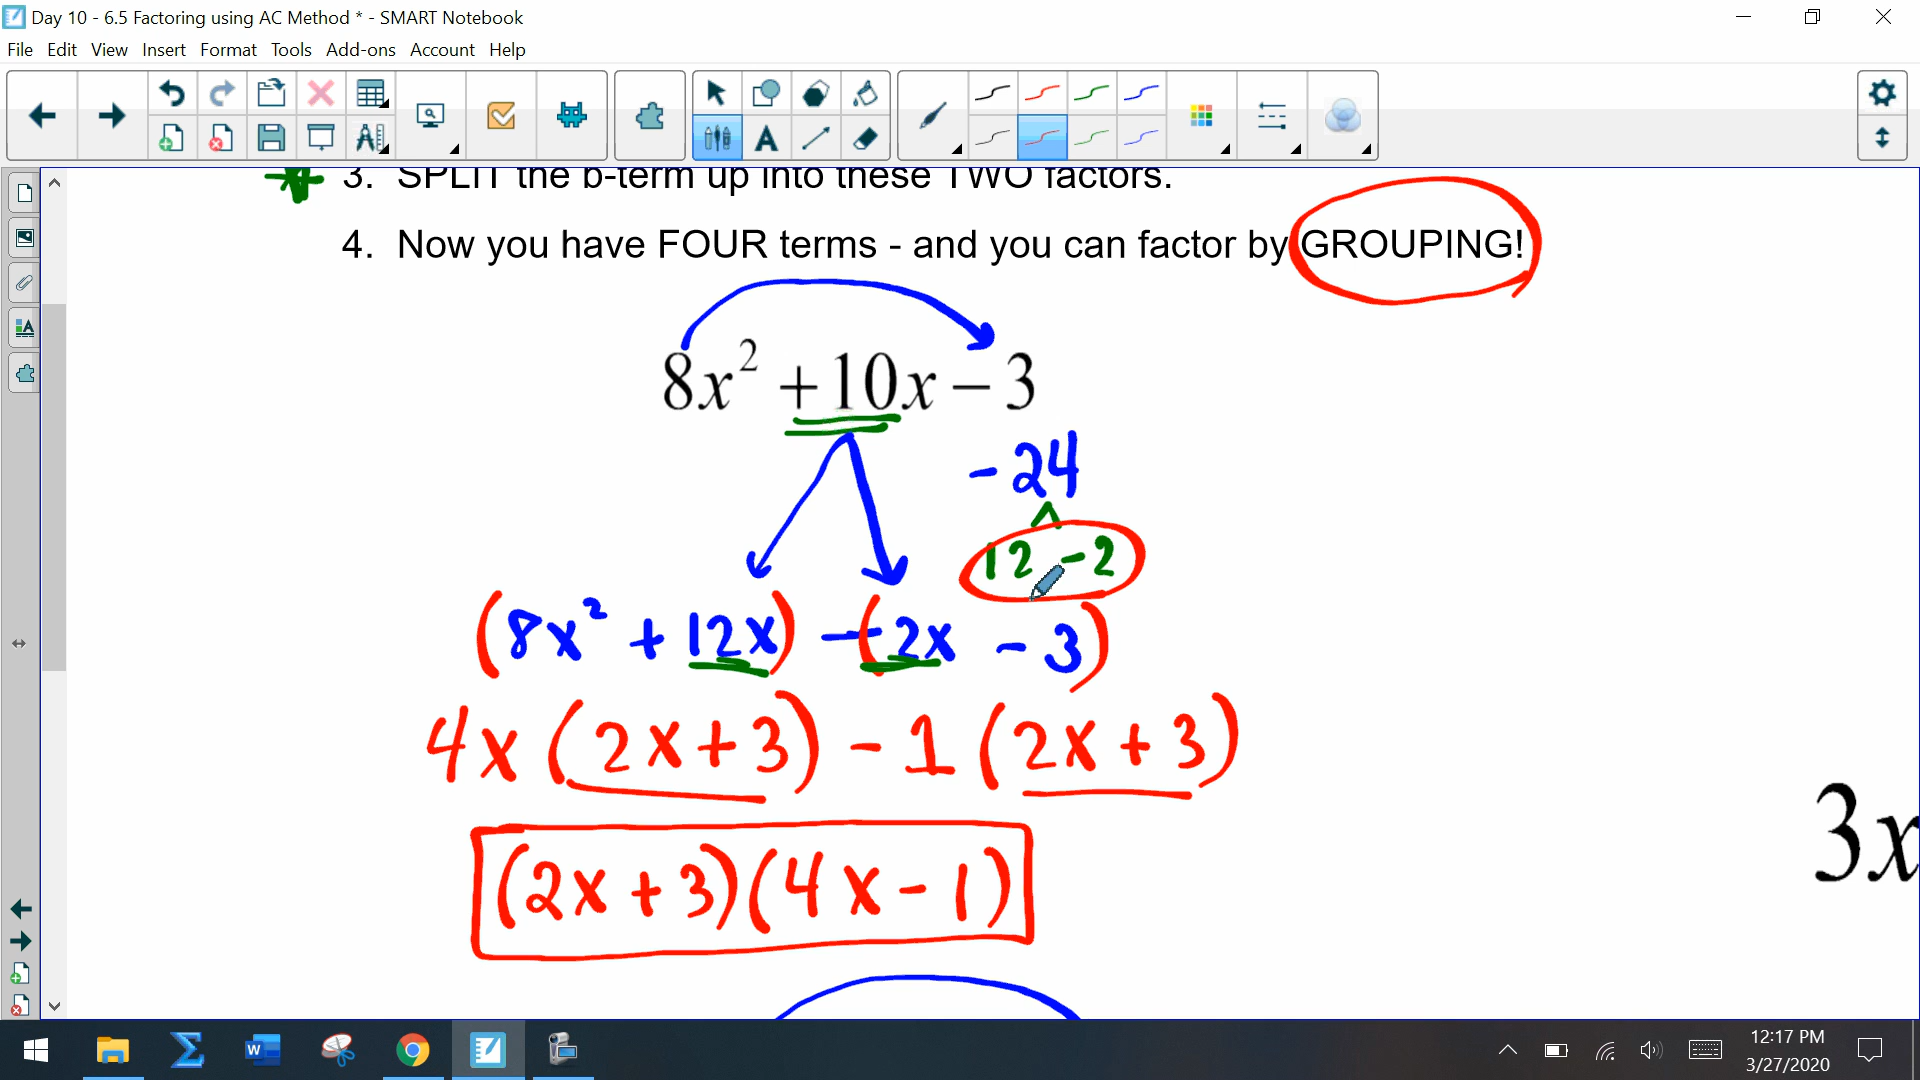 Day 10 - 6.5 Factoring using AC Method * - SMART Notebook
File Edit View Insert Format Tools Add-ons Account Help
3. SPLIT the b-term up into these TWO factors.
4. Now you have FOUR terms - and you can factor by GROUPING!
8x² +10x − 3
- 24
12 -2
(8x² + 12x) -(-2x - 3)
4x (2x+3) - 1 (2x + 3)
(2x + 3)(4x - 1)
3x
12:17 PM
3/27/2020